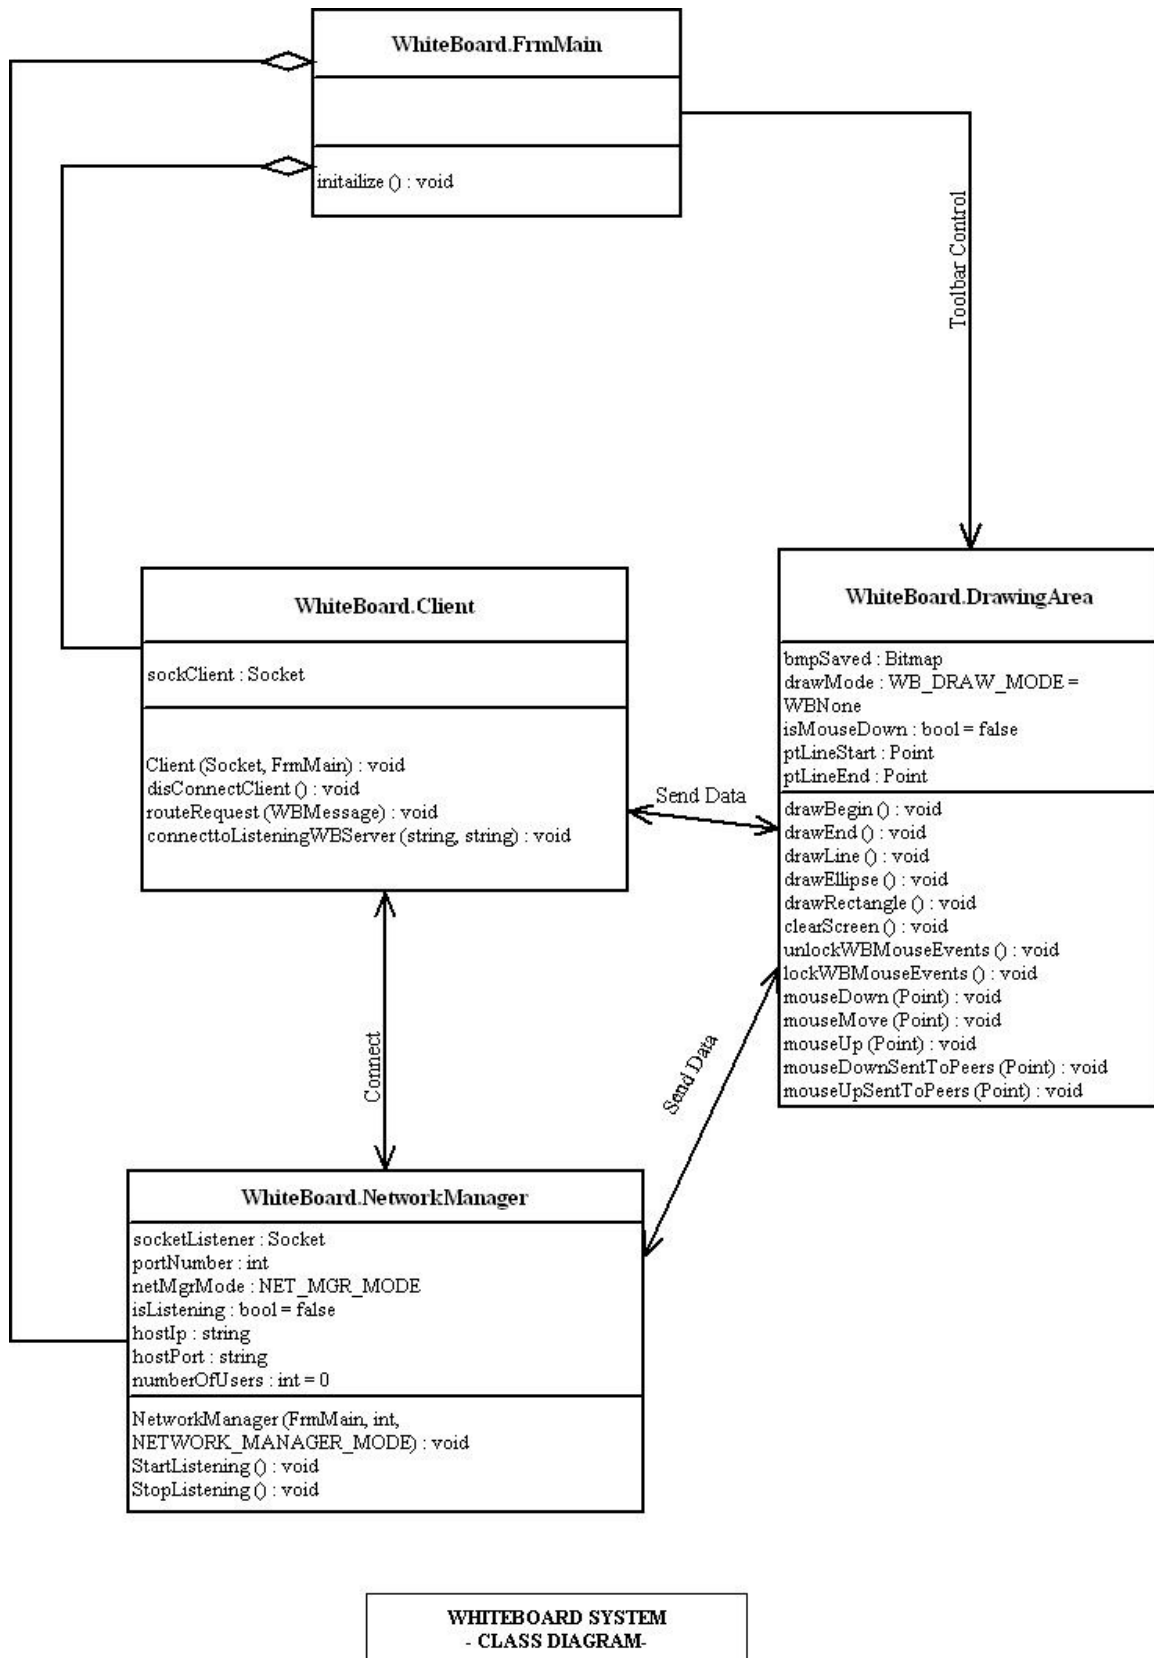 WhiteBoard.FrmMain
initailize () : void
Toolbar Control
WhiteBoard.Client
sockClient : Socket
Client (Socket, FrmMain) : void
disConnectClient () : void
routeRequest (WBMessage) : void
connecttoListeningWBServer (string, string) : void
Send Data
WhiteBoard.DrawingArea
bmpSaved : Bitmap
drawMode : WB_DRAW_MODE =
WBNone
isMouseDown : bool = false
ptLineStart : Point
ptLineEnd : Point
drawBegin () : void
drawEnd () : void
drawLine () : void
drawEllipse () : void
drawRectangle () : void
clearScreen () : void
unlockWBMouseEvents () : void
lockWBMouseEvents () : void
mouseDown (Point) : void
mouseMove (Point) : void
mouseUp (Point) : void
mouseDownSentToPeers (Point) : void
mouseUpSentToPeers (Point) : void
Connect
Send Data
WhiteBoard.NetworkManager
socketListener : Socket
portNumber : int
netMgrMode : NET_MGR_MODE
isListening : bool = false
hostIp : string
hostPort : string
numberOfUsers : int = 0
NetworkManager (FrmMain, int,
NETWORK_MANAGER_MODE) : void
StartListening () : void
StopListening () : void
WHITEBOARD SYSTEM
- CLASS DIAGRAM-